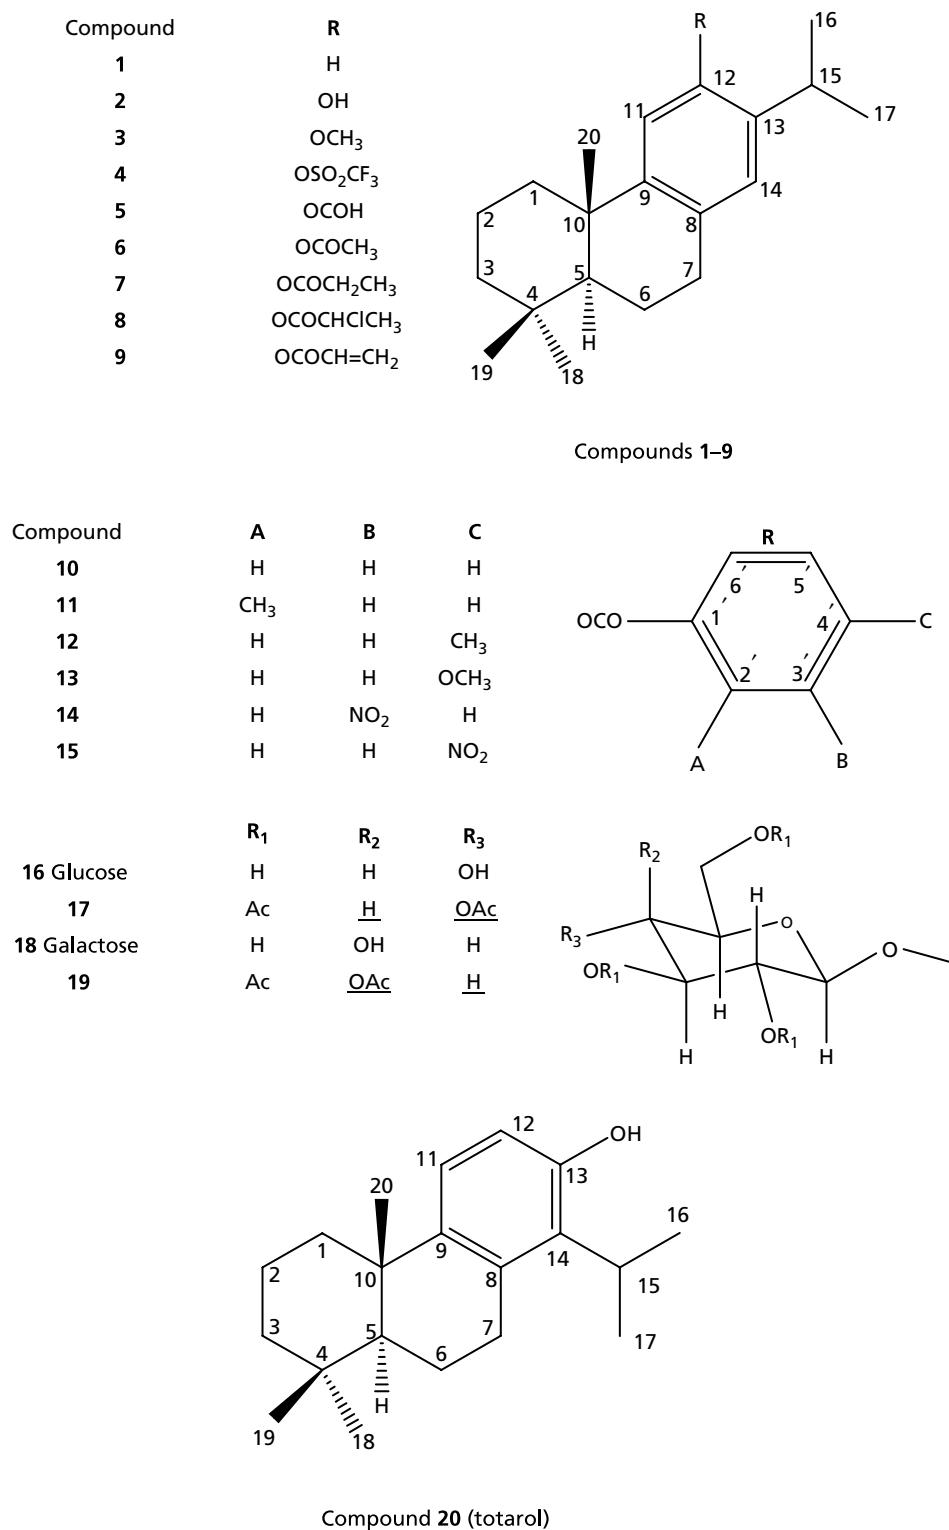 Compound R
1 H
2 OH
3 OCH₃
4 OSO₂CF₃
5 OCOH
6 OCOCH₃
7 OCOCH₂CH₃
8 OCOCHClCH₃
9 OCOCH=CH₂
R
16
12
15
11
17
13
20
14
1
9
2
10
8
3
5
7
4
6
H
19
18
Compounds 1–9
Compound A B C
10 H H H
11 CH₃ H H
12 H H CH₃
13 H H OCH₃
14 H NO₂ H
15 H H NO₂
R
6′ 5′
OCO 1′ 4′ C
2′ 3′
A B
R₁ R₂ R₃
16 Glucose H H OH
17 Ac H OAc
18 Galactose H OH H
19 Ac OAc H
OR₁
R₂
H
R₃ O
O
OR₁
H
OR₁
H H
12 OH
11
13
20
16
1
9 14
2
10 8 15
3
5 7
17
4
6
H
19
18
Compound 20 (totarol)